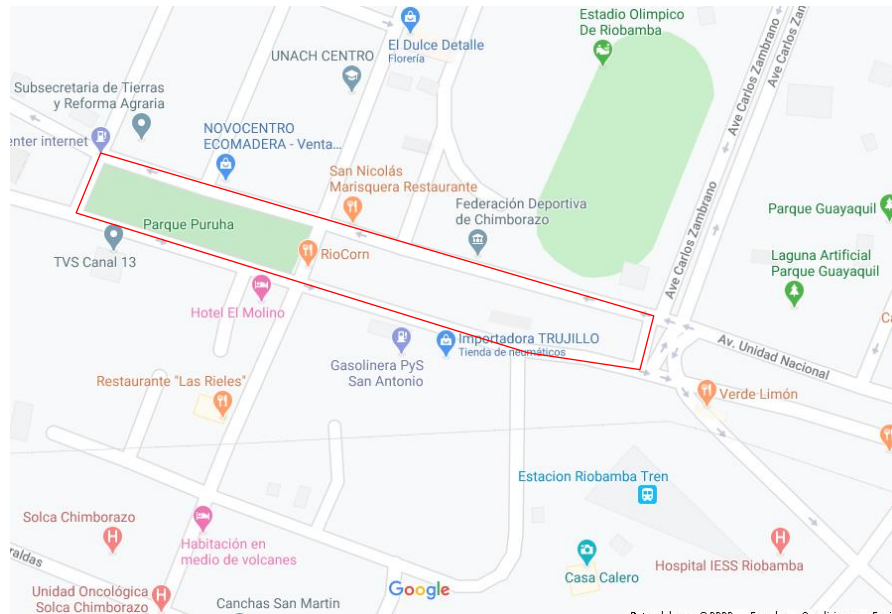 Estadio Olimpico
De Riobamba
Ave Carlos Zambrano
Ave Carlos Zam
El Dulce Detalle
Florería
UNACH CENTRO
Subsecretaria de Tierras
y Reforma Agraria
enter internet
NOVOCENTRO
ECOMADERA - Venta...
San Nicolás
Marisquera Restaurante
Federación Deportiva
de Chimborazo
Ave Carlos Zambrano
Parque Guayaquil
Parque Puruha
TVS Canal 13
RioCorn
Laguna Artificial
Parque Guayaquil
Hotel El Molino
Importadora TRUJILLO
Tienda de neumáticos
Av. Unidad Nacional
Gasolinera PyS
San Antonio
Restaurante "Las Rieles"
Verde Limón
Estacion Riobamba Tren
Solca Chimborazo
Habitación en
medio de volcanes
Hospital IESS Riobamba
Casa Calero
Unidad Oncológica
Solca Chimborazo
Google
Canchas San Martin